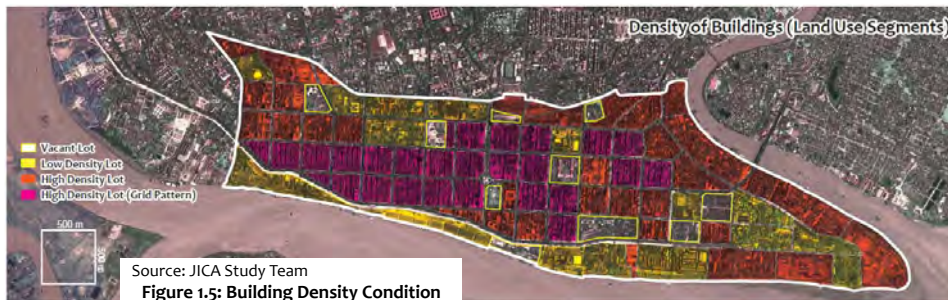 Density of Buildings (Land Use Segments)
Vacant Lot
Low Density Lot
High Density Lot
High Density Lot (Grid Pattern)
500 m
500 m
Source: JICA Study Team
Figure 1.5: Building Density Condition